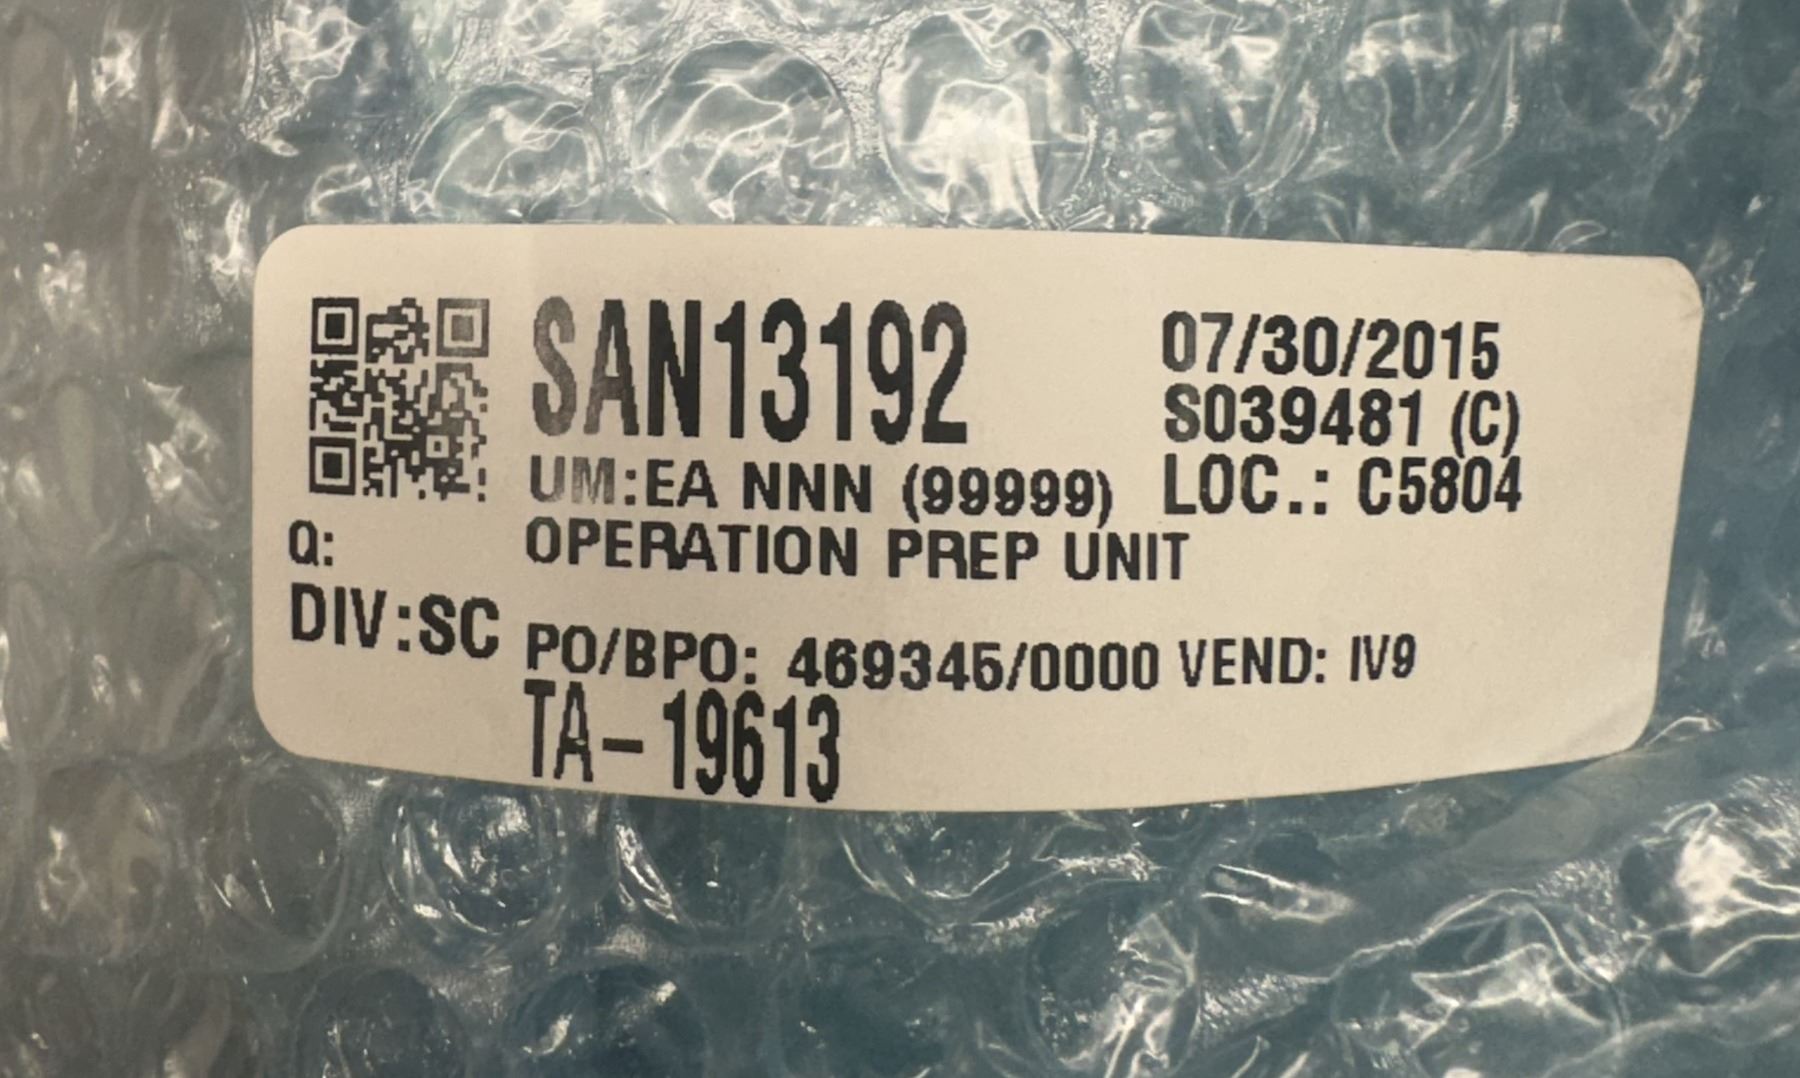 SAN13192
07/30/2015
S039481 (C)
UM:EA NNN (99999)
LOC.: C5804
Q:
OPERATION PREP UNIT
DIV:SC
PO/BPO: 469345/0000 VEND: IV9
TA-19613